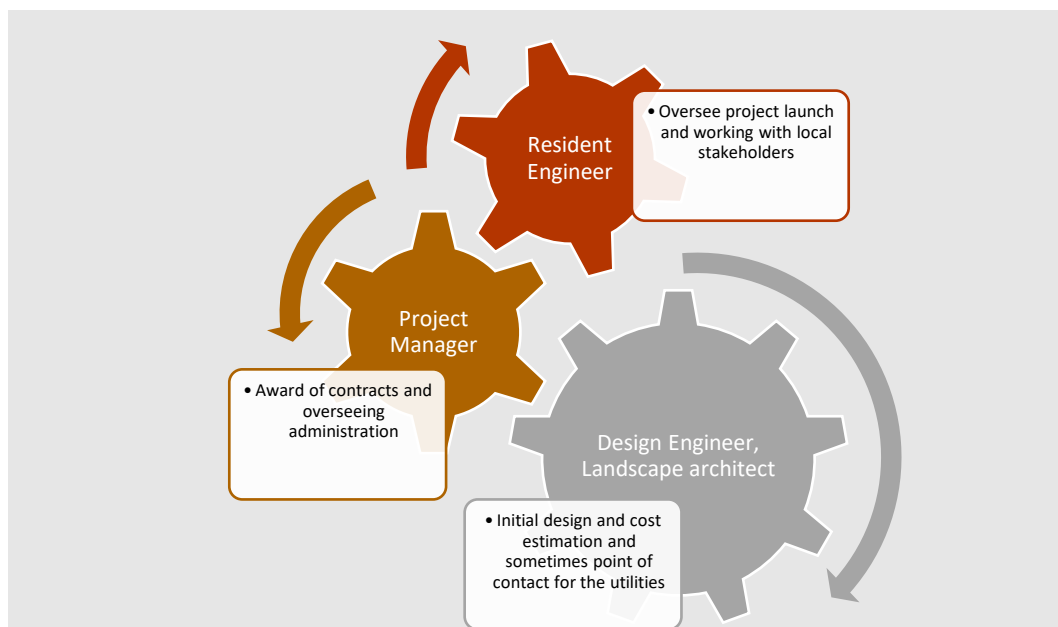 Resident
Engineer
• Oversee project launch
and working with local
stakeholders
Project
Manager
• Award of contracts and
overseeing
administration
Design Engineer,
Landscape architect
• Initial design and cost
estimation and
sometimes point of
contact for the utilities